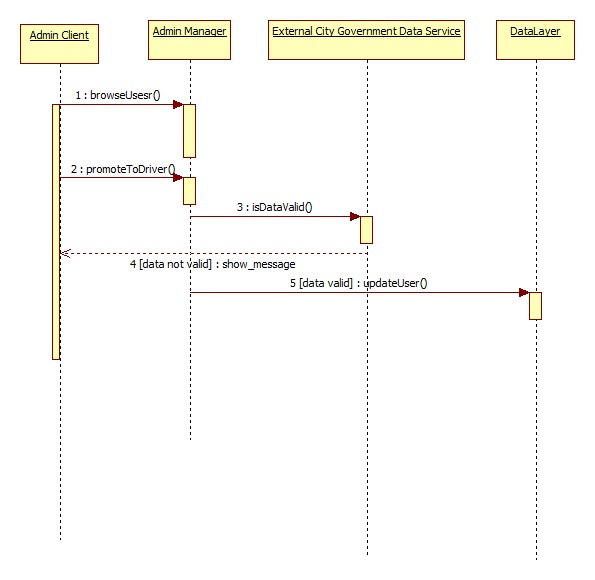 Admin Client
Admin Manager
External City Government Data Service
DataLayer
1 : browseUsesr()
2 : promoteToDriver()
3 : isDataValid()
4 [data not valid] : show_message
5 [data valid] : updateUser()